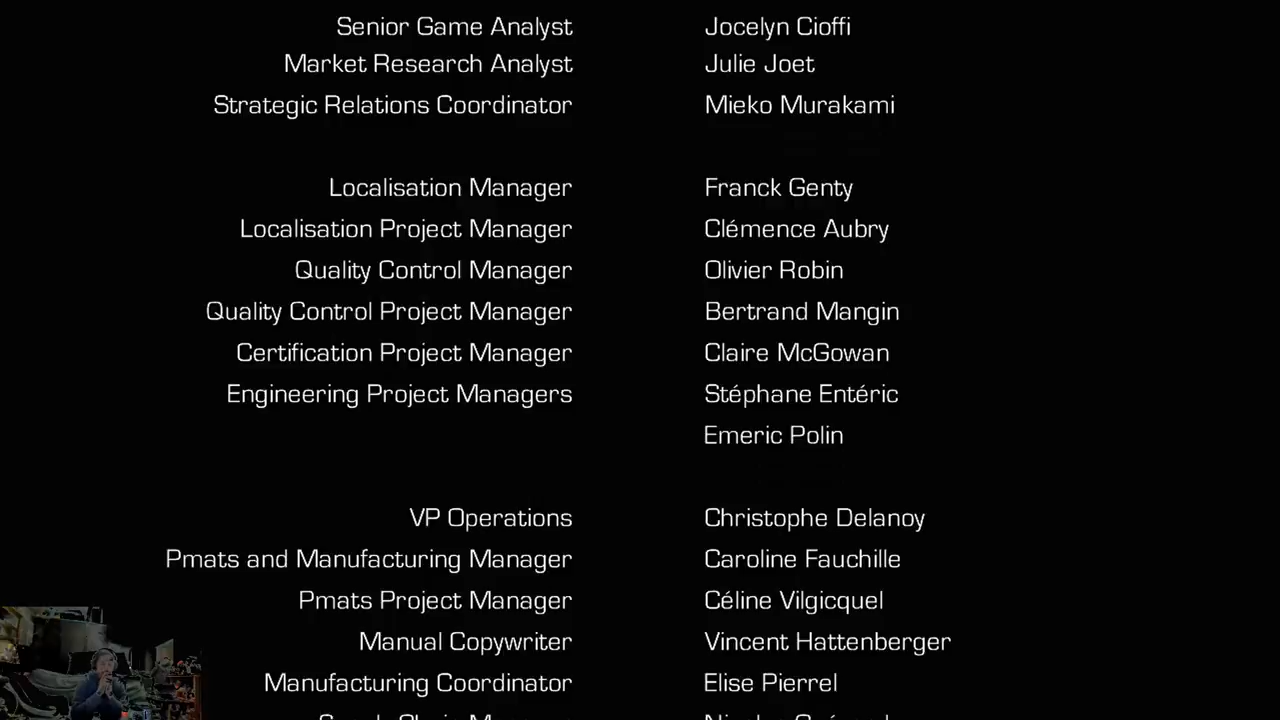 Senior Game Analyst Jocelyn Cioffi
Market Research Analyst Julie Joet
Strategic Relations Coordinator Mieko Murakami
Localisation Manager Franck Genty
Localisation Project Manager Clémence Aubry
Quality Control Manager Olivier Robin
Quality Control Project Manager Bertrand Mangin
Certification Project Manager Claire McGowan
Engineering Project Managers Stéphane Entéric
Emeric Polin
VP Operations Christophe Delanoy
Pmats and Manufacturing Manager Caroline Fauchille
Pmats Project Manager Céline Vilgicquel
Manual Copywriter Vincent Hattenberger
Manufacturing Coordinator Elise Pierrel